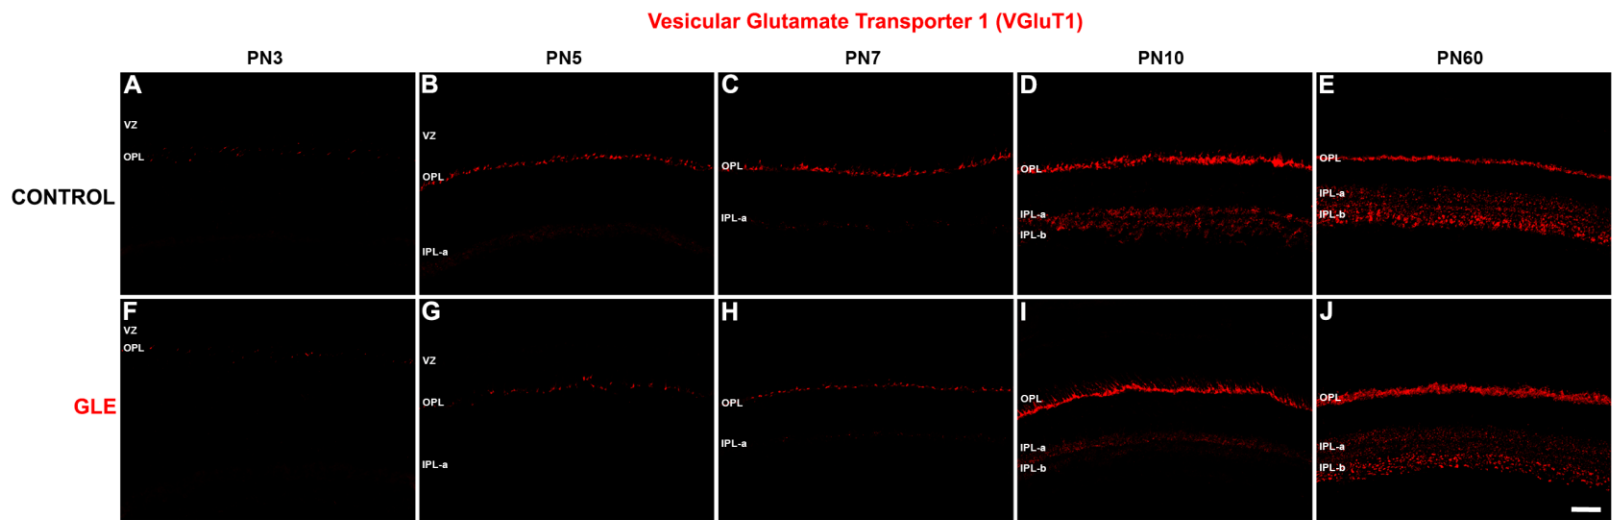 Vesicular Glutamate Transporter 1 (VGluT1)
PN3 PN5 PN7 PN10 PN60
CONTROL
A
VZ
OPL
B
VZ
OPL
IPL-a
C
OPL
IPL-a
D
OPL
IPL-a
IPL-b
E
OPL
IPL-a
IPL-b
GLE
F
VZ
OPL
G
VZ
OPL
IPL-a
H
OPL
IPL-a
I
OPL
IPL-a
IPL-b
J
OPL
IPL-a
IPL-b